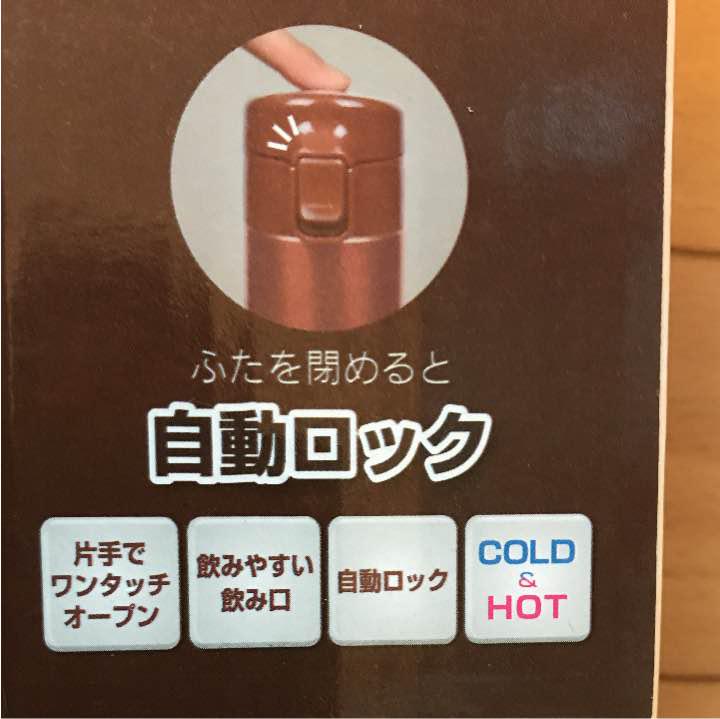 ふたを閉めると
自動ロック
片手で
ワンタッチ
オープン
飲みやすい
飲み口
自動ロック
COLD
&
HOT